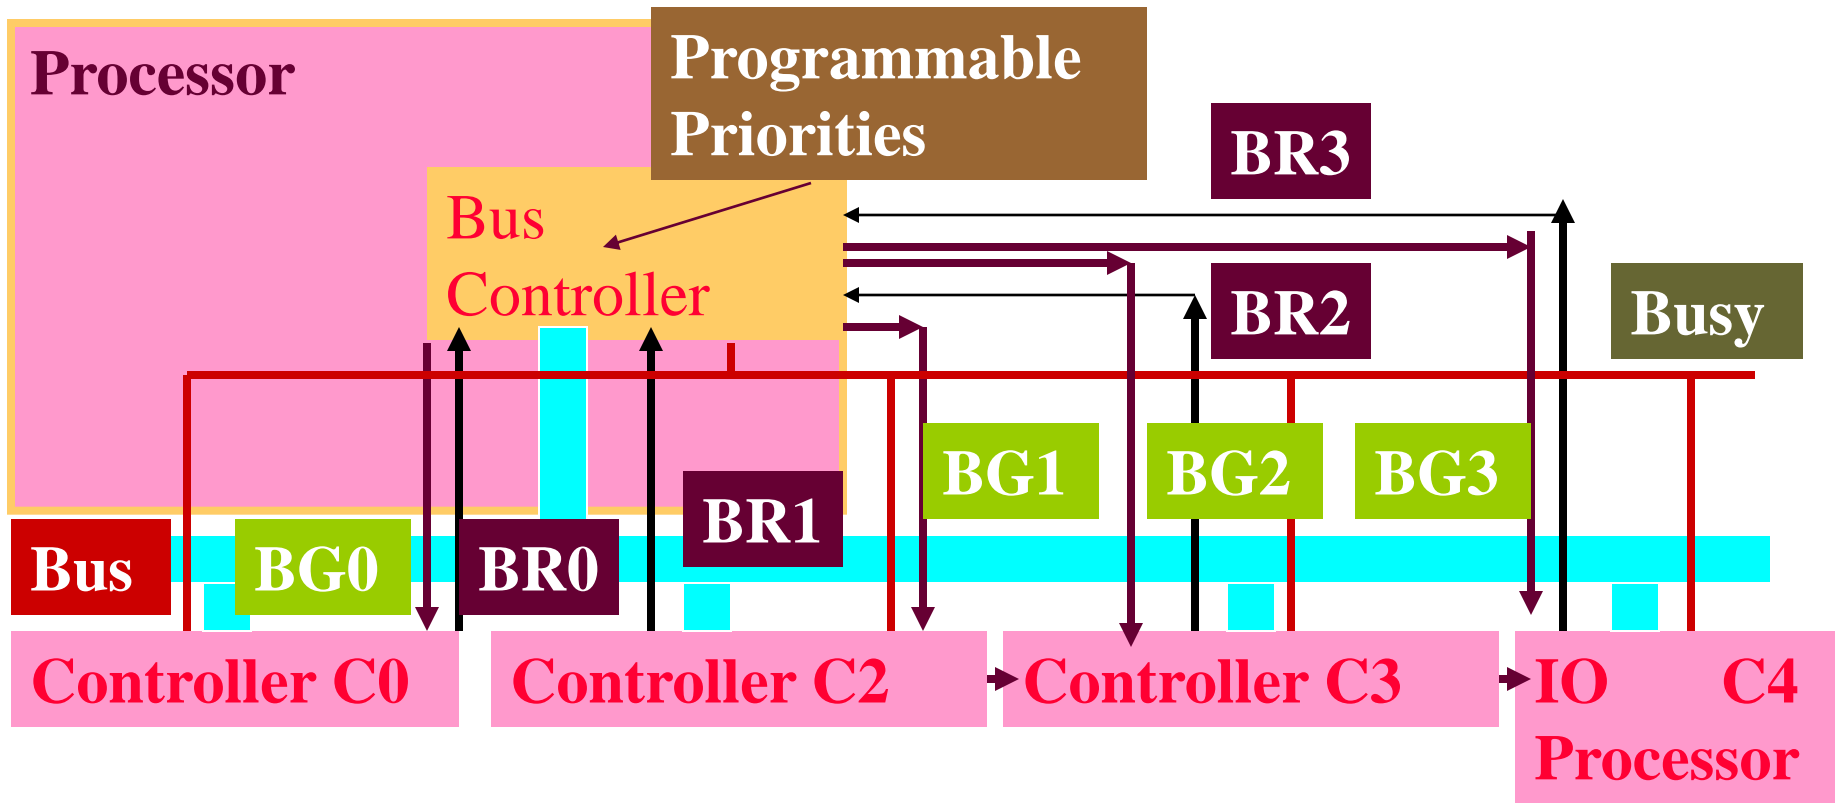 Processor
Programmable
Priorities
BR3
Bus
Controller
BR2
Busy
BG1
BG2
BG3
BR1
Bus
BG0
BR0
Controller C0
Controller C2
Controller C3
IO C4
Processor